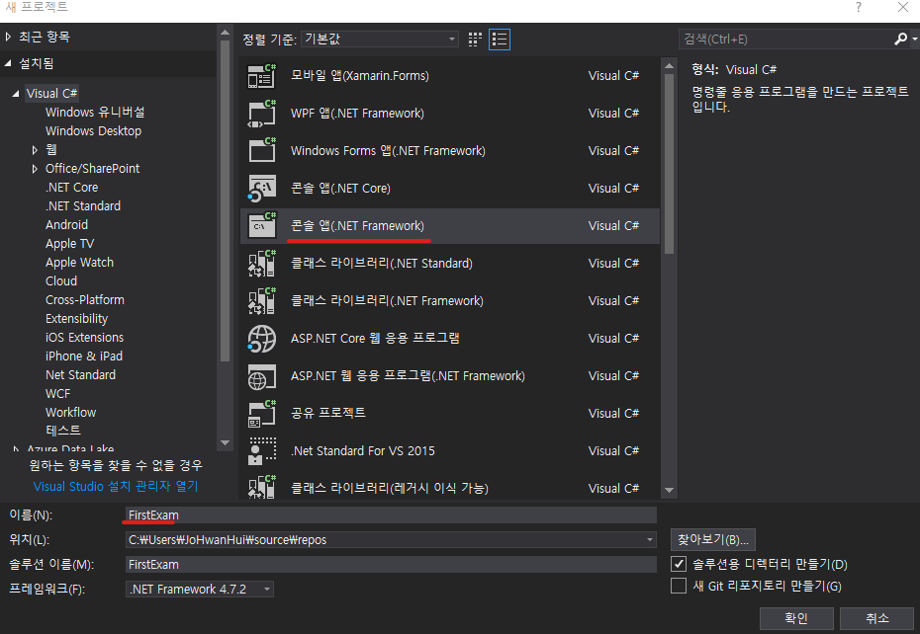 새 프로젝트
?
최근 항목
설치됨
Visual C#
Windows 유니버설
Windows Desktop
웹
Office/SharePoint
.NET Core
.NET Standard
Android
Apple TV
Apple Watch
Cloud
Cross-Platform
Extensibility
iOS Extensions
iPhone & iPad
Net Standard
WCF
Workflow
테스트
Azure Data Lake
원하는 항목을 찾을 수 없을 경우
Visual Studio 설치 관리자 열기
정렬 기준: 기본값
모바일 앱(Xamarin.Forms) Visual C#
WPF 앱(.NET Framework) Visual C#
Windows Forms 앱(.NET Framework) Visual C#
콘솔 앱(.NET Core) Visual C#
콘솔 앱(.NET Framework) Visual C#
클래스 라이브러리(.NET Standard) Visual C#
클래스 라이브러리(.NET Framework) Visual C#
ASP.NET Core 웹 응용 프로그램 Visual C#
ASP.NET 웹 응용 프로그램(.NET Framework) Visual C#
공유 프로젝트 Visual C#
.Net Standard For VS 2015 Visual C#
클래스 라이브러리(레거시 이식 가능) Visual C#
검색(Ctrl+E)
형식: Visual C#
명령줄 응용 프로그램을 만드는 프로젝트
입니다.
이름(N): FirstExam
위치(L): C:₩Users₩JoHwanHui₩source₩repos
찾아보기(B)...
솔루션 이름(M): FirstExam
솔루션용 디렉터리 만들기(D)
프레임워크(F): .NET Framework 4.7.2
새 Git 리포지토리 만들기(G)
확인
취소